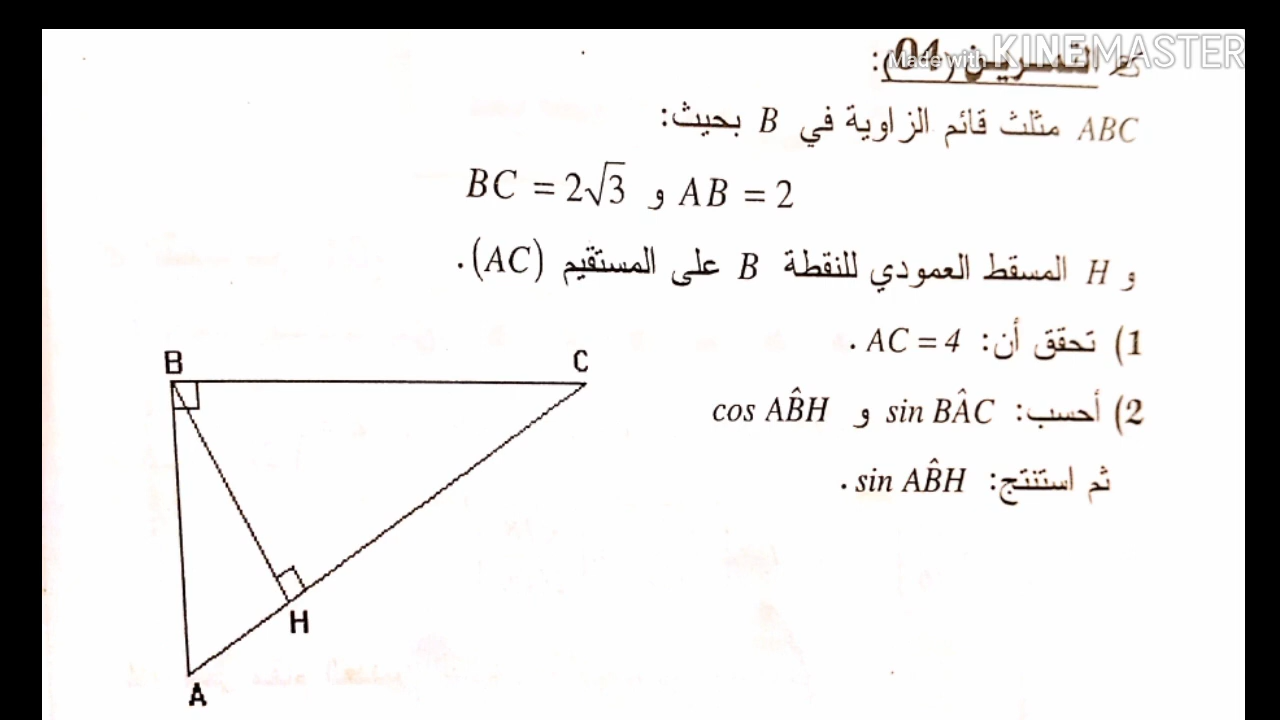 Made with KINEMASTER
التمرين (04):
ABC مثلث قائم الزاوية في B بحيث:
BC = 2√3 و AB = 2
و H المسقط العمودي للنقطة B على المستقيم (AC).
1) تحقق أن: AC = 4 .
2) أحسب: sin BÂC و cos AB̂H
ثم استنتج: sin AB̂H .
B
C
H
A